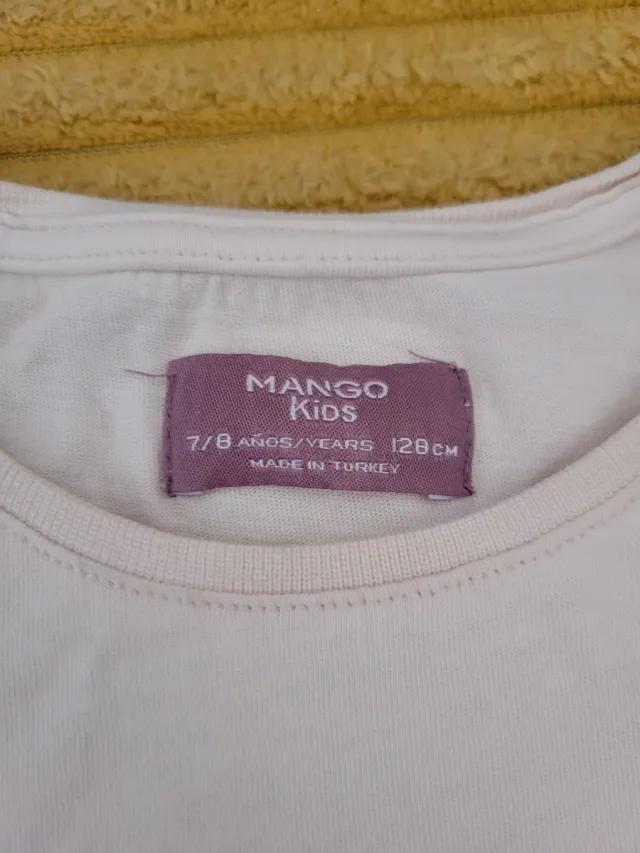 MANGO
KIDS
7/8 AÑOS/YEARS 128CM
MADE IN TURKEY